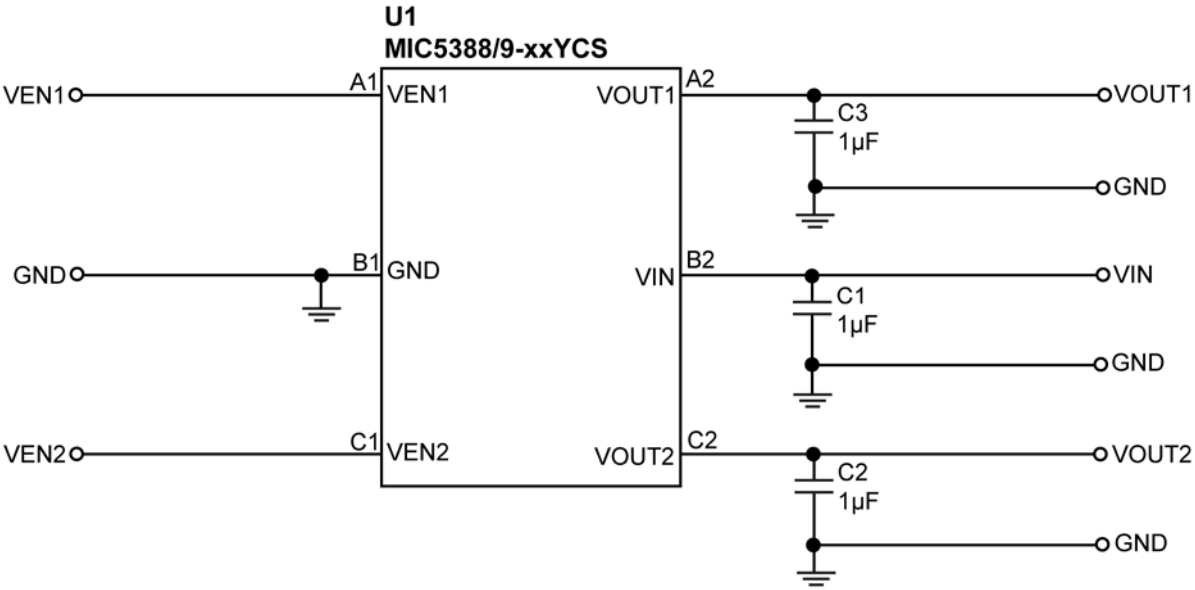 U1
MIC5388/9-xxYCS
VEN1 A1 VEN1 VOUT1 A2 VOUT1
C3
1µF
GND
GND B1 GND VIN B2 VIN
C1
1µF
GND
VEN2 C1 VEN2 VOUT2 C2 VOUT2
C2
1µF
GND